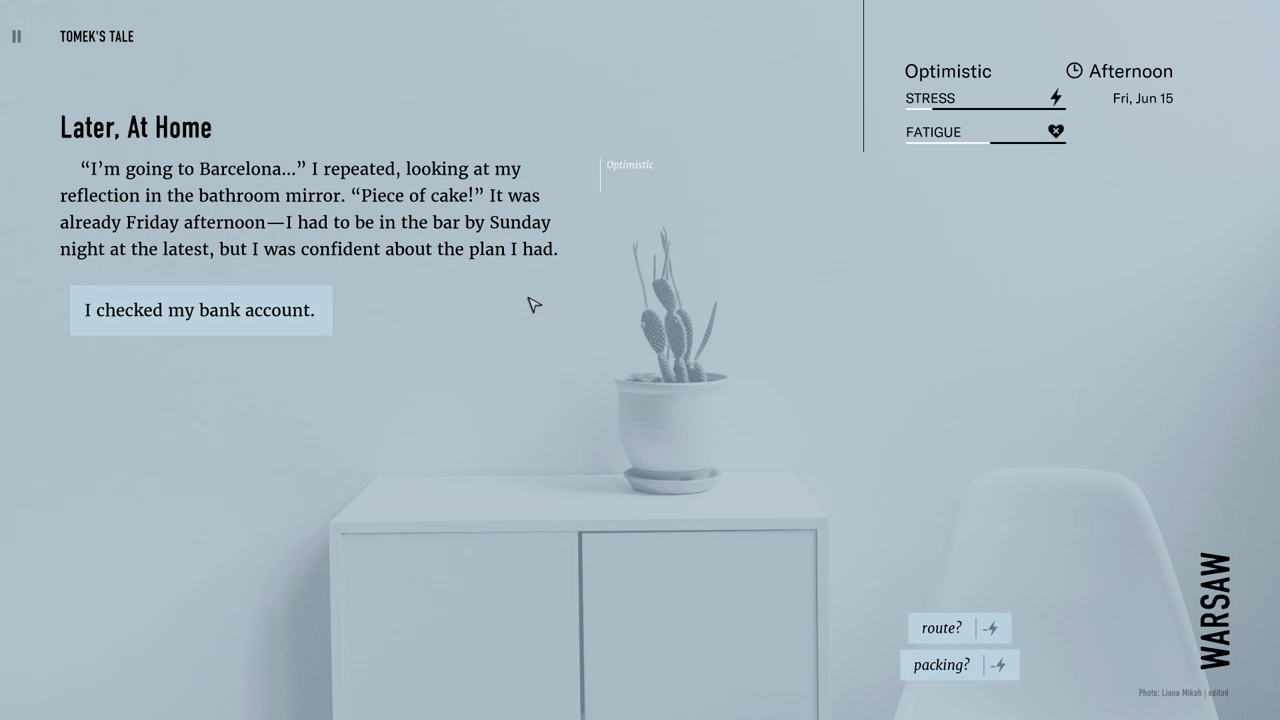 TOMEK'S TALE
Optimistic
Afternoon
STRESS
Fri, Jun 15
FATIGUE
Later, At Home
“I’m going to Barcelona...” I repeated, looking at my
reflection in the bathroom mirror. “Piece of cake!” It was
already Friday afternoon—I had to be in the bar by Sunday
night at the latest, but I was confident about the plan I had.
Optimistic
I checked my bank account.
route? -
packing? -
WARSAW
Photo: Liana Mikah | edited